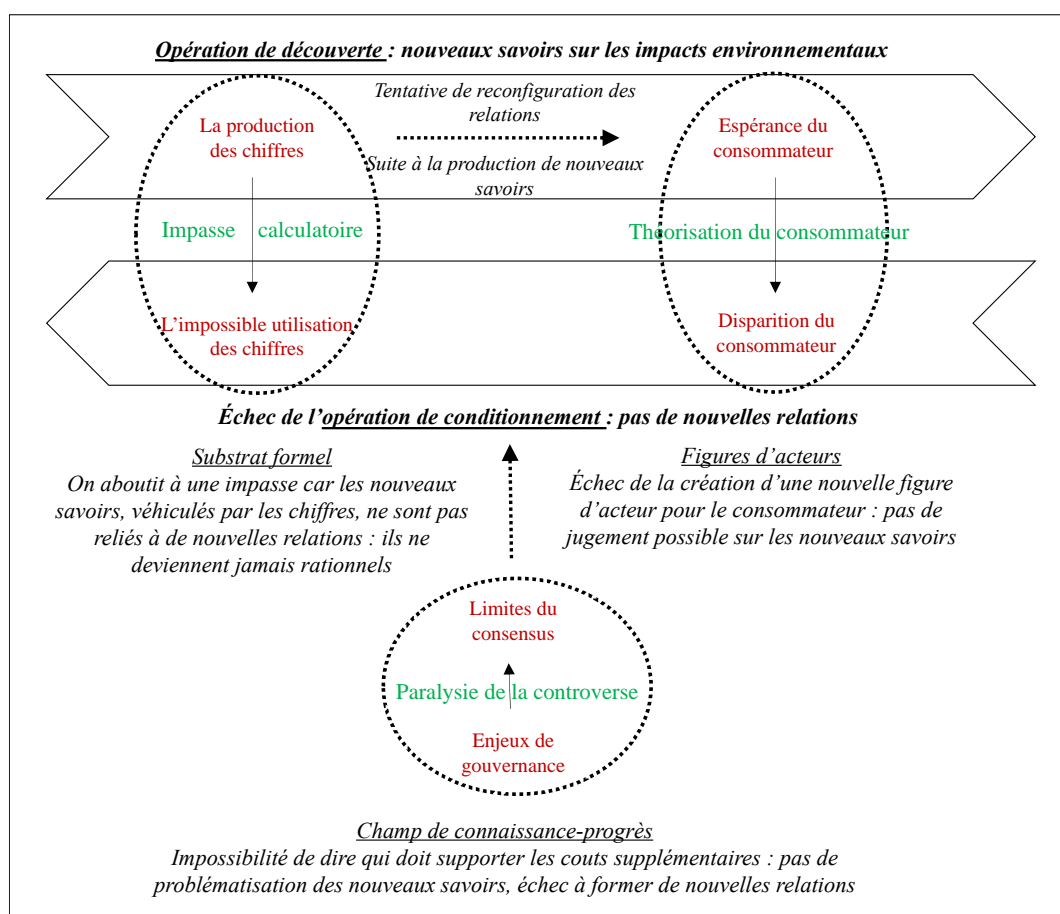 Opération de découverte : nouveaux savoirs sur les impacts environnementaux
Tentative de reconfiguration des
relations
La production
des chiffres
Espérance du
consommateur
Suite à la production de nouveaux
savoirs
Impasse calculatoire
Théorisation du consommateur
L'impossible utilisation
des chiffres
Disparition du
consommateur
Échec de l'opération de conditionnement : pas de nouvelles relations
Substrat formel
On aboutit à une impasse car les nouveaux
savoirs, véhiculés par les chiffres, ne sont pas
reliés à de nouvelles relations : ils ne
deviennent jamais rationnels
Figures d'acteurs
Échec de la création d'une nouvelle figure
d'acteur pour le consommateur : pas de
jugement possible sur les nouveaux savoirs
Limites du
consensus
Paralysie de la controverse
Enjeux de
gouvernance
Champ de connaissance-progrès
Impossibilité de dire qui doit supporter les couts supplémentaires : pas de
problématisation des nouveaux savoirs, échec à former de nouvelles relations